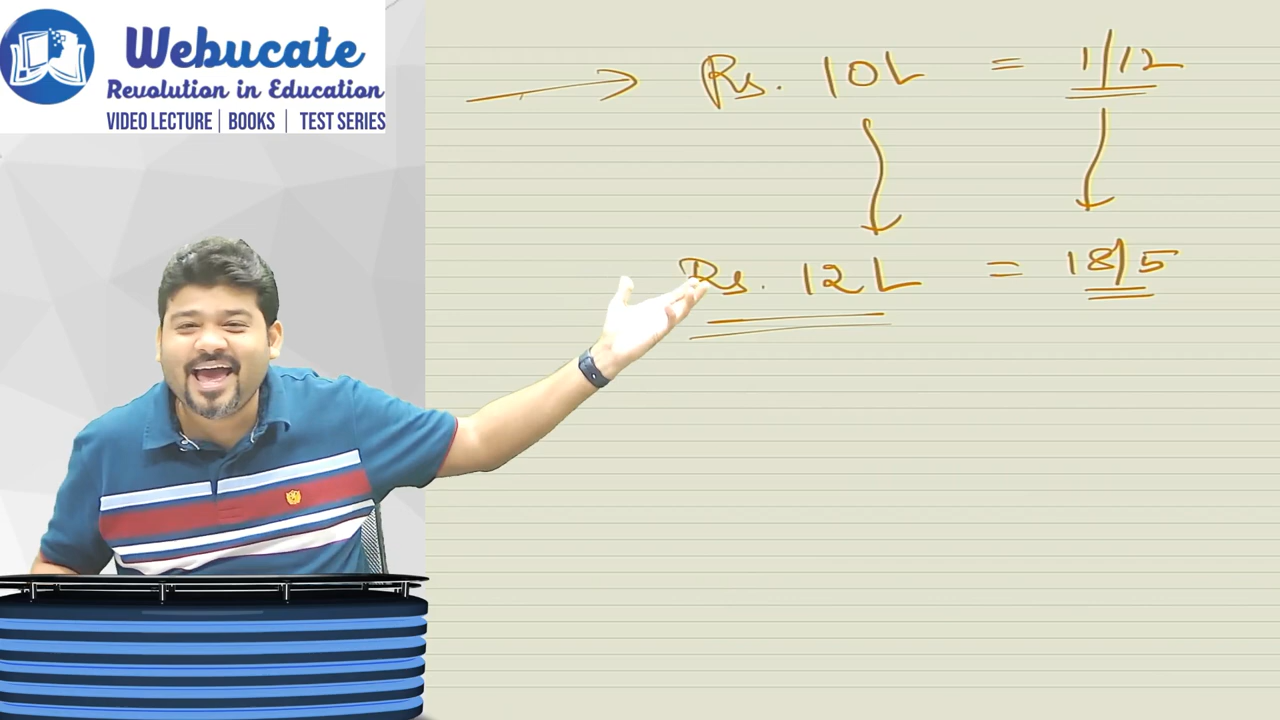 Webucate
Revolution in Education
VIDEO LECTURE | BOOKS | TEST SERIES
Rs. 10L = 1/12
Rs. 12L = 18/5